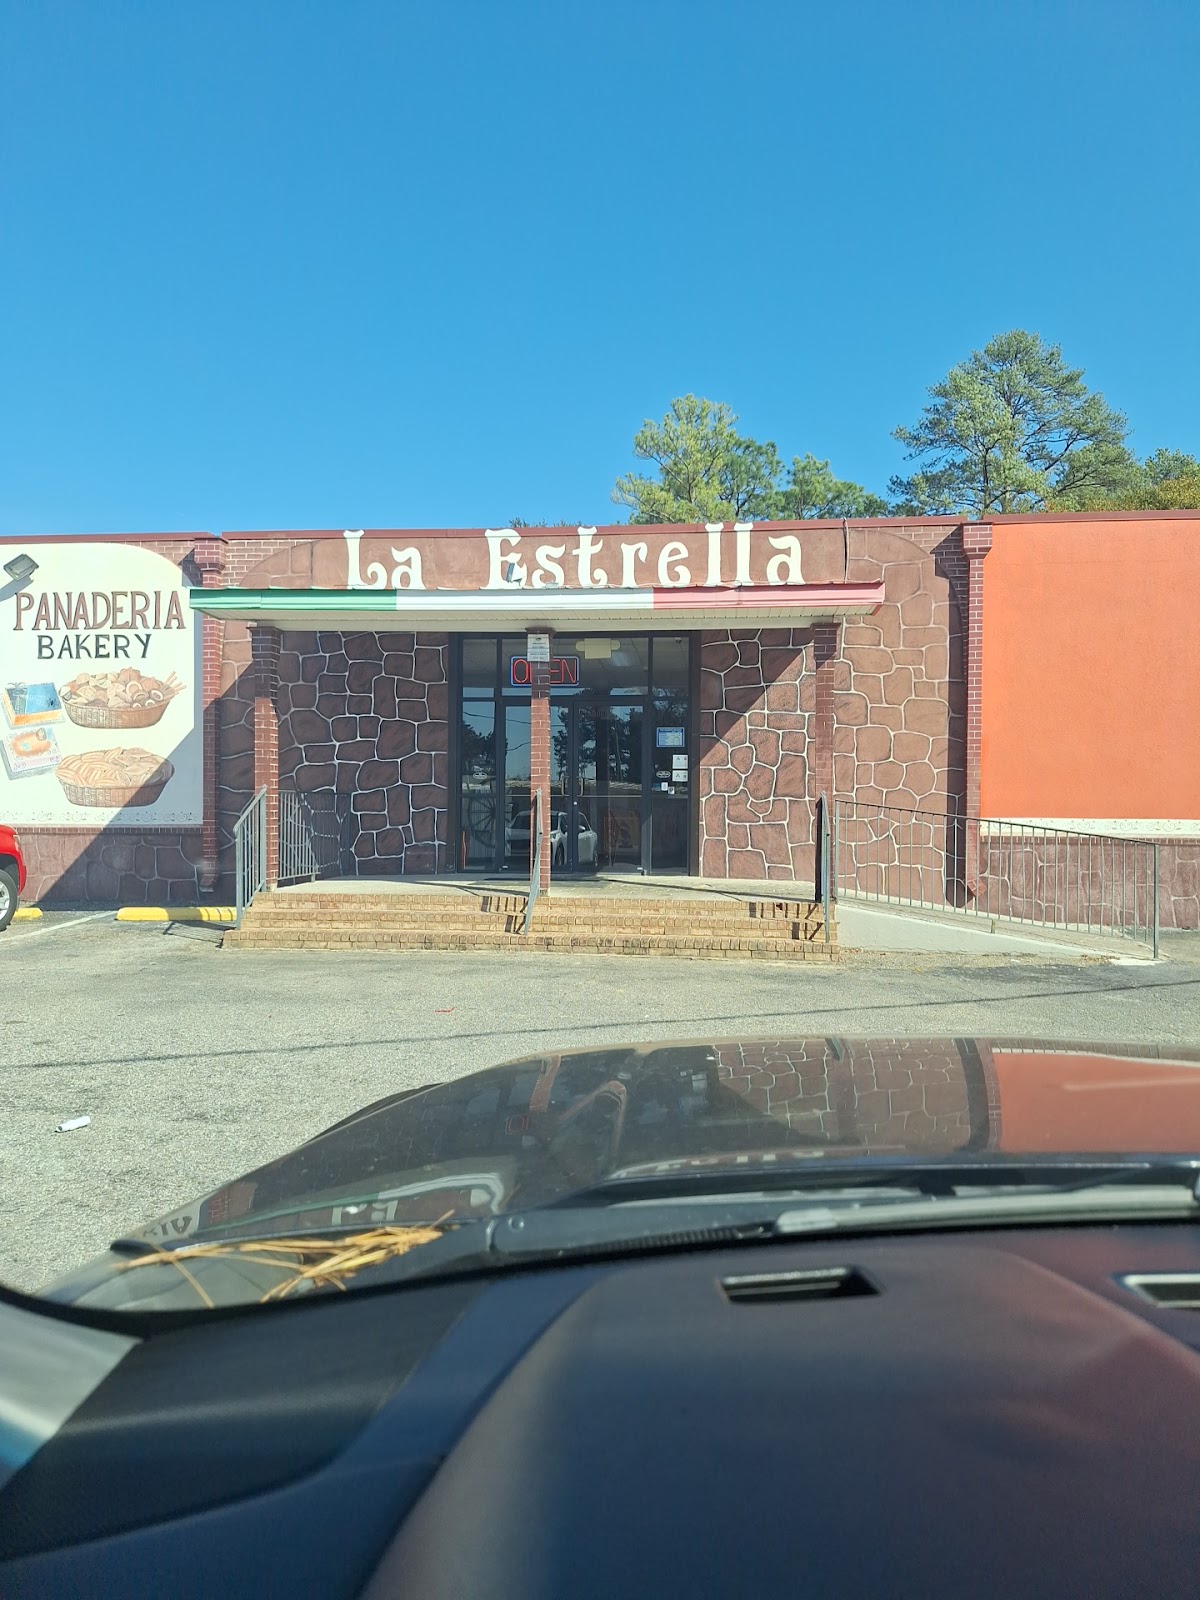 La Estrella
PANADERIA
BAKERY
OPEN